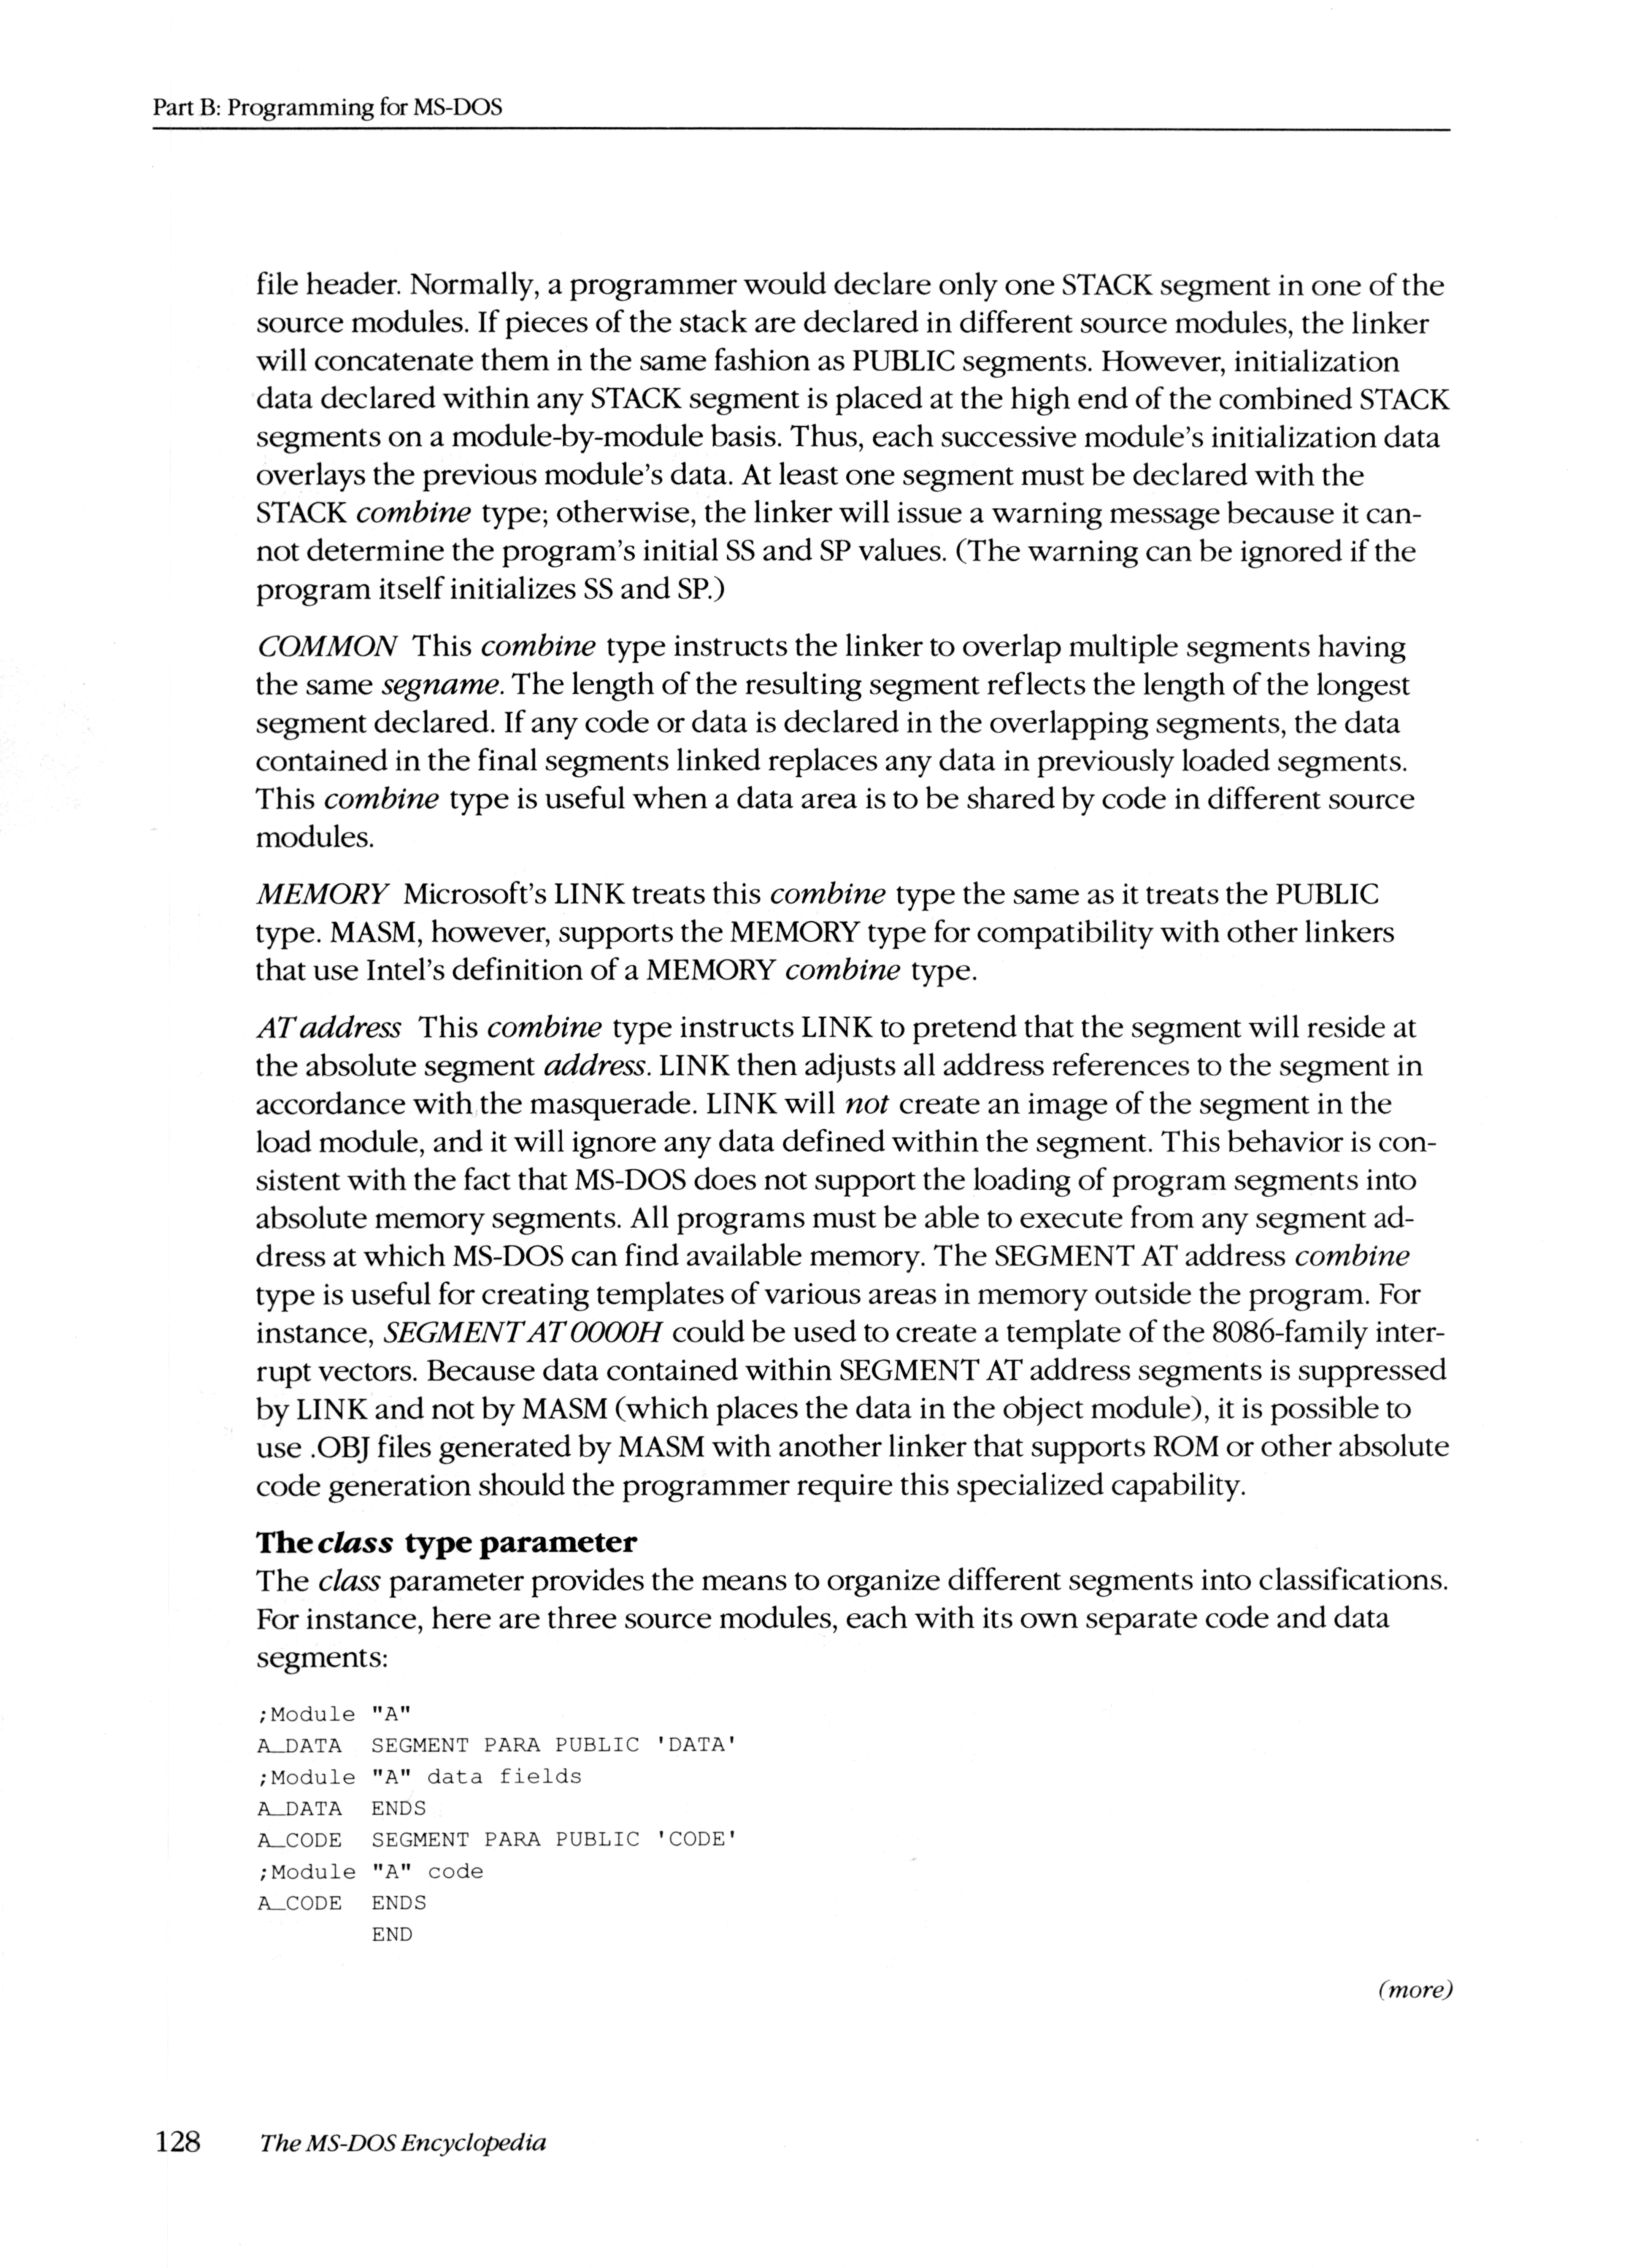 Part B: Programming for MS-DOS
file header. Normally, a programmer would declare only one STACK segment in one of the
source modules. If pieces of the stack are declared in different source modules, the linker
will concatenate them in the same fashion as PUBLIC segments. However, initialization
data declared within any STACK segment is placed at the high end of the combined STACK
segments on a module-by-module basis. Thus, each successive module's initialization data
overlays the previous module's data. At least one segment must be declared with the
STACK combine type; otherwise, the linker will issue a warning message because it can-
not determine the program's initial SS and SP values. (The warning can be ignored if the
program itself initializes SS and SP.)
COMMON This combine type instructs the linker to overlap multiple segments having
the same segname. The length of the resulting segment reflects the length of the longest
segment declared. If any code or data is declared in the overlapping segments, the data
contained in the final segments linked replaces any data in previously loaded segments.
This combine type is useful when a data area is to be shared by code in different source
modules.
MEMORY Microsoft's LINK treats this combine type the same as it treats the PUBLIC
type. MASM, however, supports the MEMORY type for compatibility with other linkers
that use Intel's definition of a MEMORY combine type.
AT address This combine type instructs LINK to pretend that the segment will reside at
the absolute segment address. LINK then adjusts all address references to the segment in
accordance with the masquerade. LINK will not create an image of the segment in the
load module, and it will ignore any data defined within the segment. This behavior is con-
sistent with the fact that MS-DOS does not support the loading of program segments into
absolute memory segments. All programs must be able to execute from any segment ad-
dress at which MS-DOS can find available memory. The SEGMENT AT address combine
type is useful for creating templates of various areas in memory outside the program. For
instance, SEGMENT AT 0000H could be used to create a template of the 8086-family inter-
rupt vectors. Because data contained within SEGMENT AT address segments is suppressed
by LINK and not by MASM (which places the data in the object module), it is possible to
use .OBJ files generated by MASM with another linker that supports ROM or other absolute
code generation should the programmer require this specialized capability.
The class type parameter
The class parameter provides the means to organize different segments into classifications.
For instance, here are three source modules, each with its own separate code and data
segments:
;Module "A"
A_DATA  SEGMENT PARA PUBLIC 'DATA'
;Module "A" data fields
A_DATA  ENDS
A_CODE  SEGMENT PARA PUBLIC 'CODE'
;Module "A" code
A_CODE  ENDS
        END
(more)
128 The MS-DOS Encyclopedia